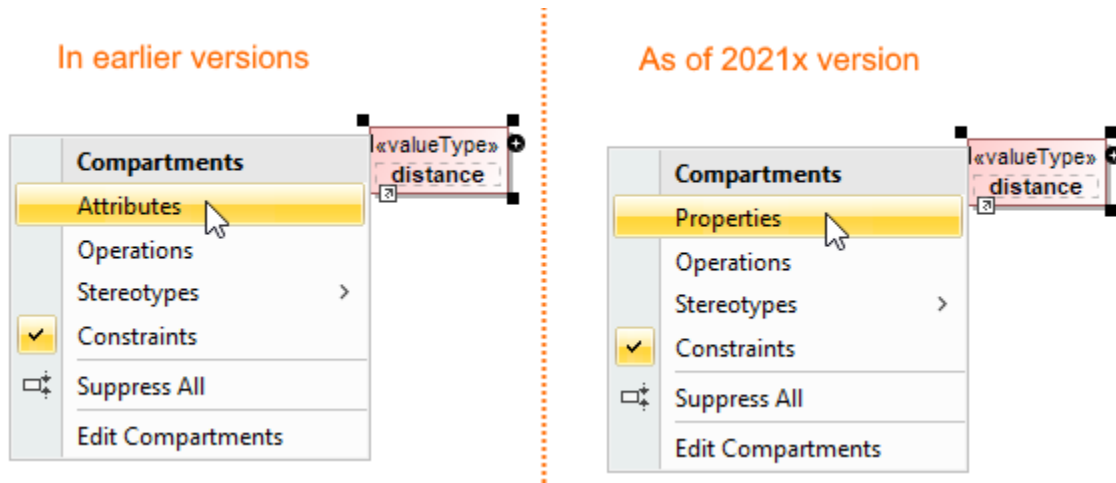 In earlier versions
«valueType»
distance
Compartments
Attributes
Operations
Stereotypes
Constraints
Suppress All
Edit Compartments
As of 2021x version
«valueType»
distance
Compartments
Properties
Operations
Stereotypes
Constraints
Suppress All
Edit Compartments